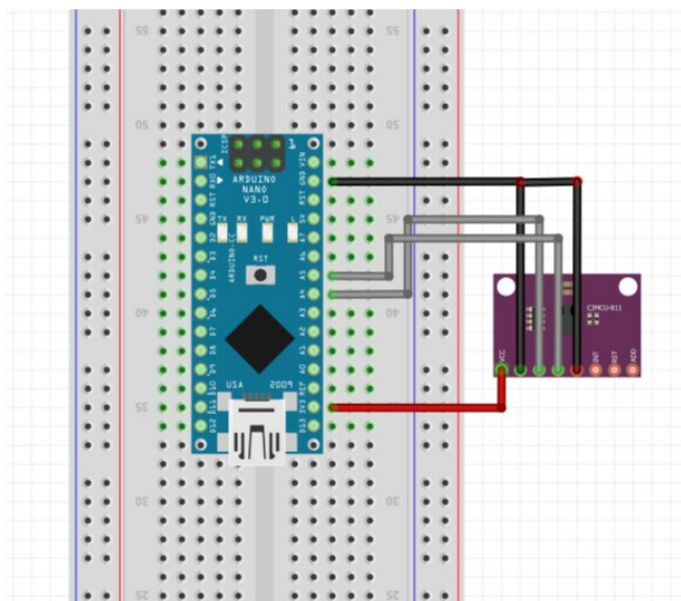 55 55
50 50
45 45
40 40
35 35
30 30
25 25
ICSP
1
ARDUINO
NANO
V3.0
TX RX PWR L
ARDUINO.CC
RST
USA 2009
TX1
RX0
RST
GND
D2
D3
D4
D5
D6
D7
D8
D9
D10
D11
D12
VIN
GND
RST
5V
A7
A6
A5
A4
A3
A2
A1
A0
REF
3V3
D13
CJMCU-811
VCC
INT
RST
ADD